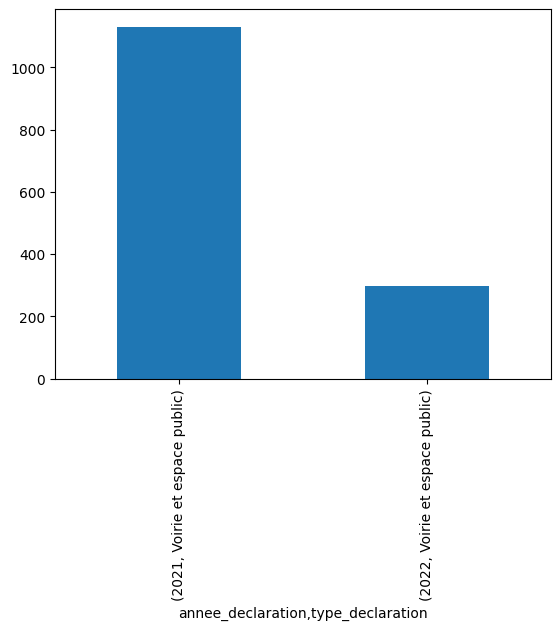 1000
800
600
400
200
0
(2021, Voirie et espace public)
(2022, Voirie et espace public)
annee_declaration,type_declaration